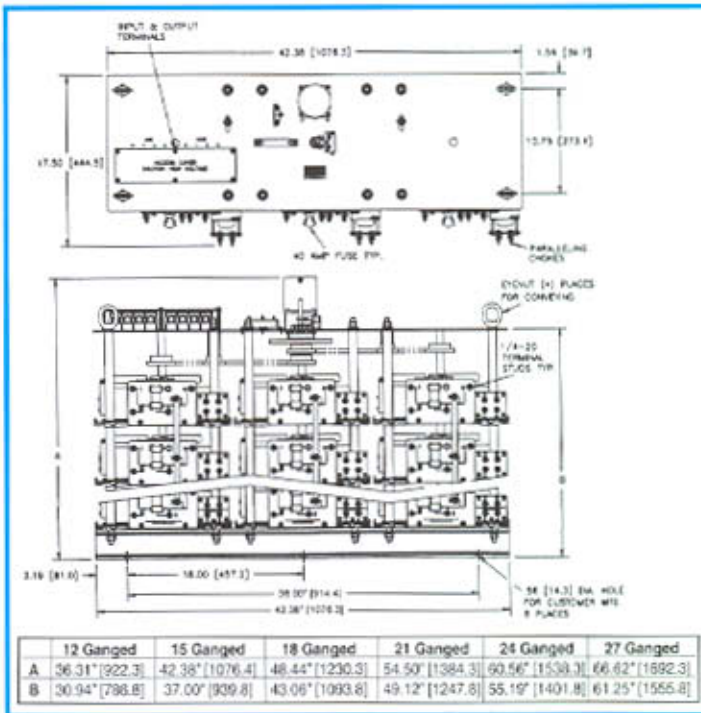 INPUT & OUTPUT
TERMINALS
42.38 [1076.3]
1.56 [39.7]
17.50 [444.5]
10.75 [273.1]
40 AMP FUSE TYP.
PARALLELING
CHOKES
EYENUT (4) PLACES
FOR CONVEYING
1/4-20
TERMINAL
STUDS TYP.
A
B
3.19 [81.0]
18.00 [457.2]
36.00" [914.4]
42.38" [1076.3]
.56 [14.3] DIA. HOLE
FOR CUSTOMER MTG.
6 PLACES
12 Ganged 15 Ganged 18 Ganged 21 Ganged 24 Ganged 27 Ganged
A 36.31" [922.3] 42.38" [1076.4] 48.44" [1230.3] 54.50" [1384.3] 60.56" [1538.3] 66.62" [1692.3]
B 30.94" [786.8] 37.00" [939.8] 43.06" [1093.8] 49.12" [1247.8] 55.19" [1401.8] 61.25" [1555.8]